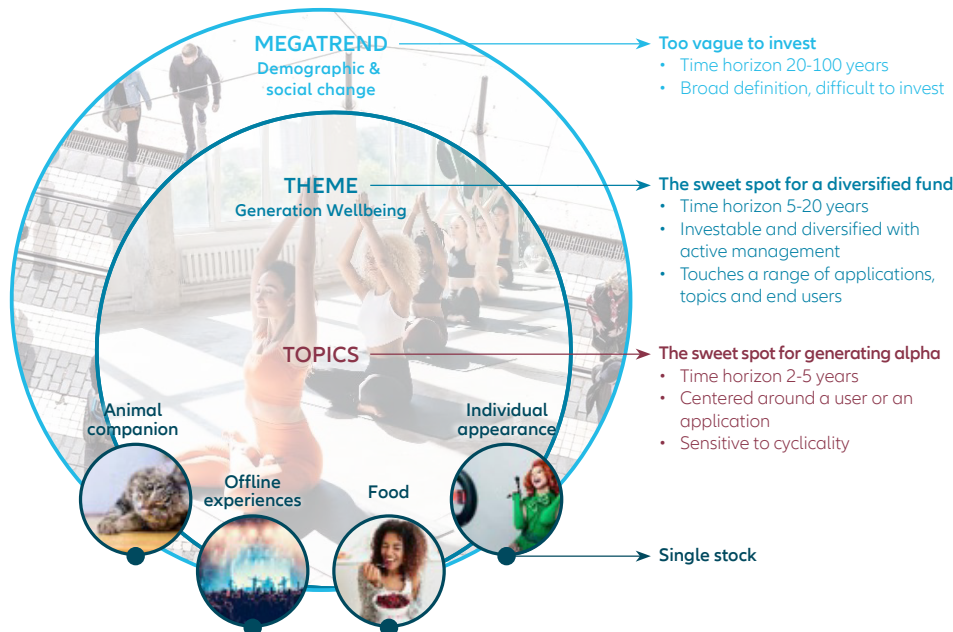 MEGATREND
Demographic &
social change
Too vague to invest
• Time horizon 20-100 years
• Broad definition, difficult to invest
THEME
Generation Wellbeing
The sweet spot for a diversified fund
• Time horizon 5-20 years
• Investable and diversified with
active management
• Touches a range of applications,
topics and end users
TOPICS
The sweet spot for generating alpha
• Time horizon 2-5 years
• Centered around a user or an
application
• Sensitive to cyclicality
Animal
companion
Offline
experiences
Food
Individual
appearance
Single stock